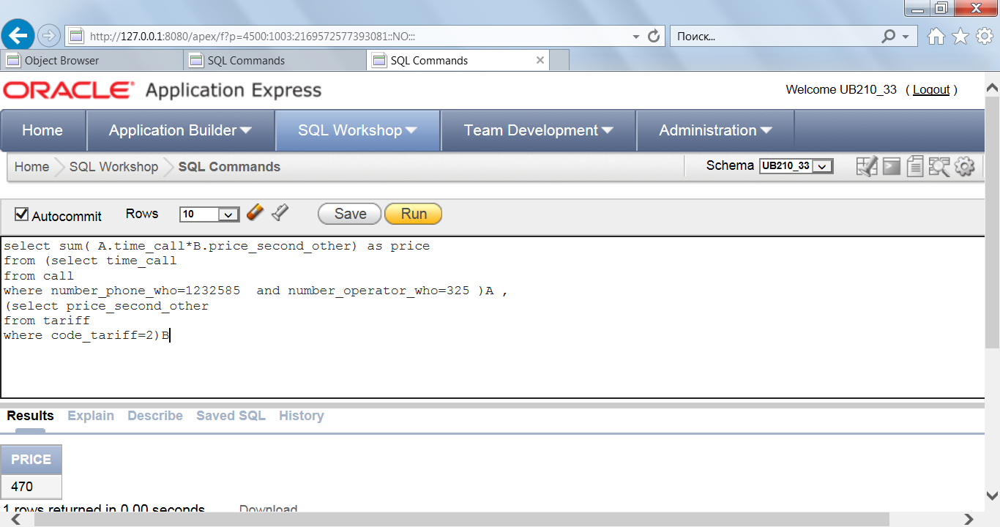 http://127.0.0.1:8080/apex/f?p=4500:1003:2169572577393081::NO:::
Поиск...
Object Browser
SQL Commands
SQL Commands
ORACLE® Application Express
Welcome UB210_33 ( Logout )
Home
Application Builder
SQL Workshop
Team Development
Administration
Home
SQL Workshop
SQL Commands
Schema
UB210_33
Autocommit
Rows
10
Save
Run
select sum( A.time_call*B.price_second_other) as price
from (select time_call
from call
where number_phone_who=1232585  and number_operator_who=325 )A ,
(select price_second_other
from tariff
where code_tariff=2)B
Results
Explain
Describe
Saved SQL
History
PRICE
470
1 rows returned in 0.00 seconds
Download